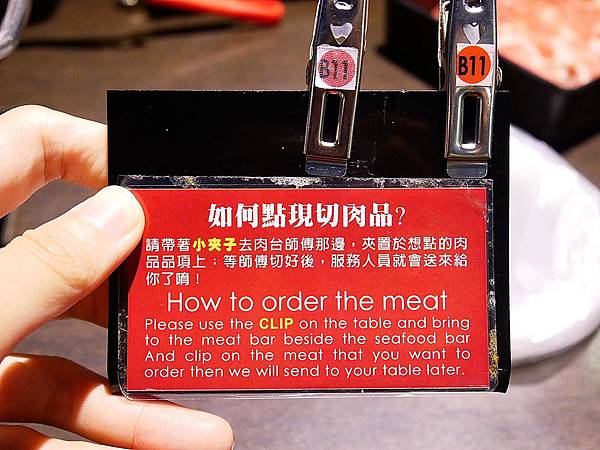 B11
B11
如何點現切肉品?
請帶著小夾子去肉台師傅那邊，夾置於想點的肉
品品項上；等師傅切好後，服務人員就會送來給
你了唷！
How to order the meat
Please use the CLIP on the table and bring
to the meat bar beside the seafood bar
And clip on the meat that you want to
order then we will send to your table later.